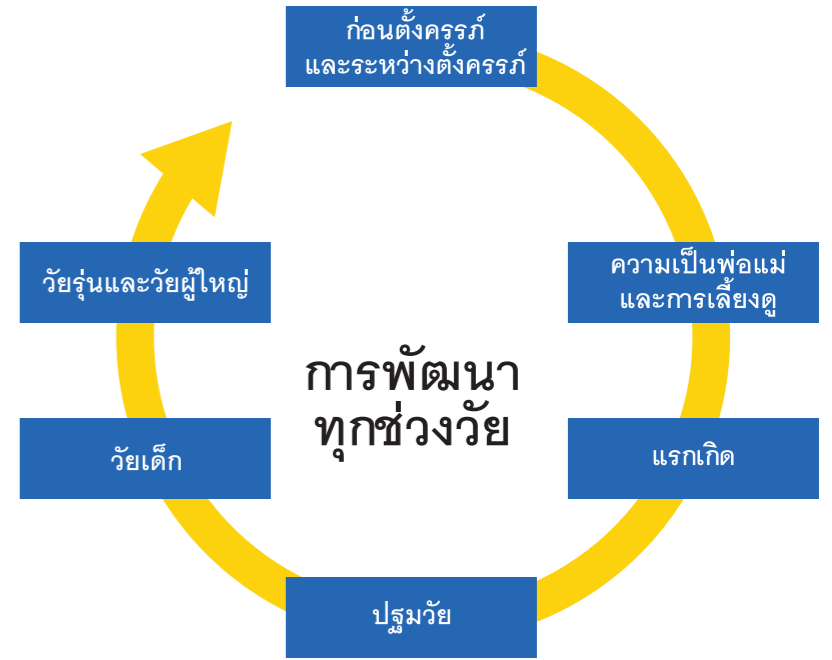 ก่อนตั้งครรภ์
และระหว่างตั้งครรภ์
ความเป็นพ่อแม่
และการเลี้ยงดู
แรกเกิด
ปฐมวัย
วัยเด็ก
วัยรุ่นและวัยผู้ใหญ่
การพัฒนา
ทุกช่วงวัย